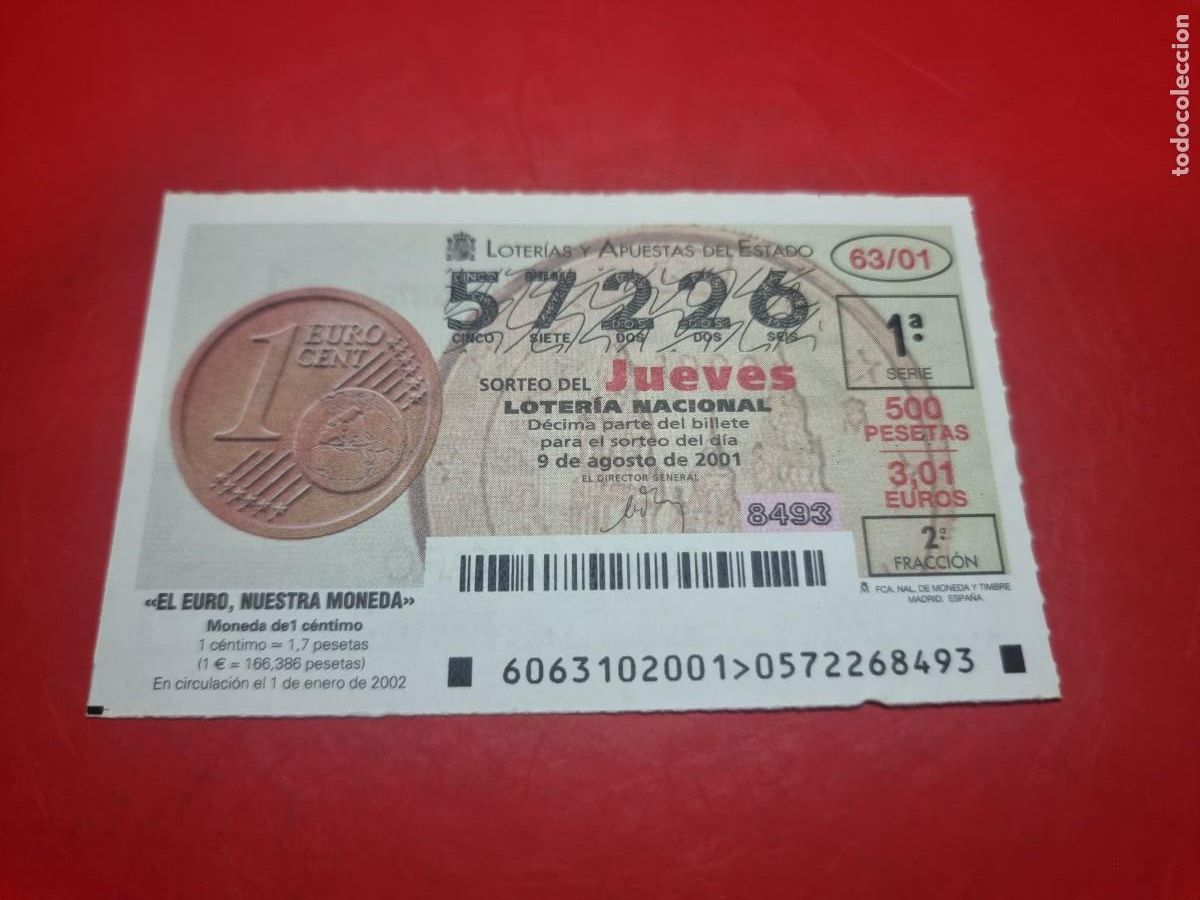 todocoleccion
LOTERÍAS Y APUESTAS DEL ESTADO
63/01
57226
CINCO SIETE DOS DOS SEIS
1ª
SERIE
SORTEO DEL Jueves
LOTERÍA NACIONAL
Décima parte del billete
para el sorteo del día
9 de agosto de 2001
EL DIRECTOR GENERAL
8493
500
PESETAS
3,01
EUROS
2ª
FRACCIÓN
FCA. NAL. DE MONEDA Y TIMBRE
MADRID. ESPAÑA
1 EURO
CENT
«EL EURO, NUESTRA MONEDA»
Moneda de1 céntimo
1 céntimo = 1,7 pesetas
(1 € = 166,386 pesetas)
En circulación el 1 de enero de 2002
6063102001>0572268493